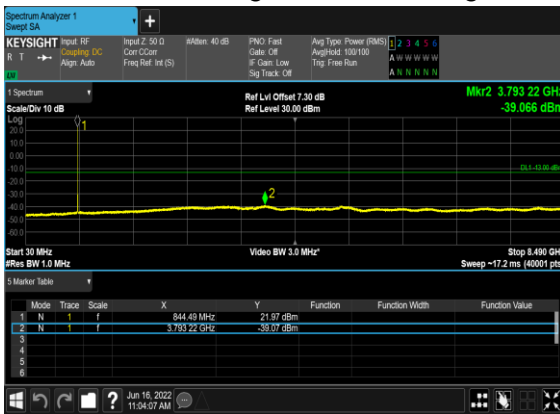 Spectrum Analyzer 1
Swept SA
+
KEYSIGHT Input: RF Input Z: 50 Ω #Atten: 40 dB PNO: Fast Avg Type: Power (RMS) 1 2 3 4 5 6
R T Coupling: DC Corr CCorr Gate: Off Avg|Hold: 100/100 A W W W W W
Align: Auto Freq Ref: Int (S) IF Gain: Low Trig: Free Run
LV Sig Track: Off A N N N N N
1 Spectrum Ref Lvl Offset 7.30 dB Mkr2 3.793 22 GHz
Scale/Div 10 dB Ref Level 30.00 dBm -39.066 dBm
Log
20.0 1
10.0
0.00
-10.0 DL1 -13.00 dBm
-20.0
-30.0 2
-40.0
-50.0
-60.0
Start 30 MHz Video BW 3.0 MHz* Stop 8.490 GHz
#Res BW 1.0 MHz Sweep ~17.2 ms (40001 pts)
5 Marker Table
Mode Trace Scale X Y Function Function Width Function Value
1 N 1 f 844.49 MHz 21.97 dBm
2 N 1 f 3.793 22 GHz -39.07 dBm
3
4
5
6
? Jun 16, 2022
11:04:07 AM